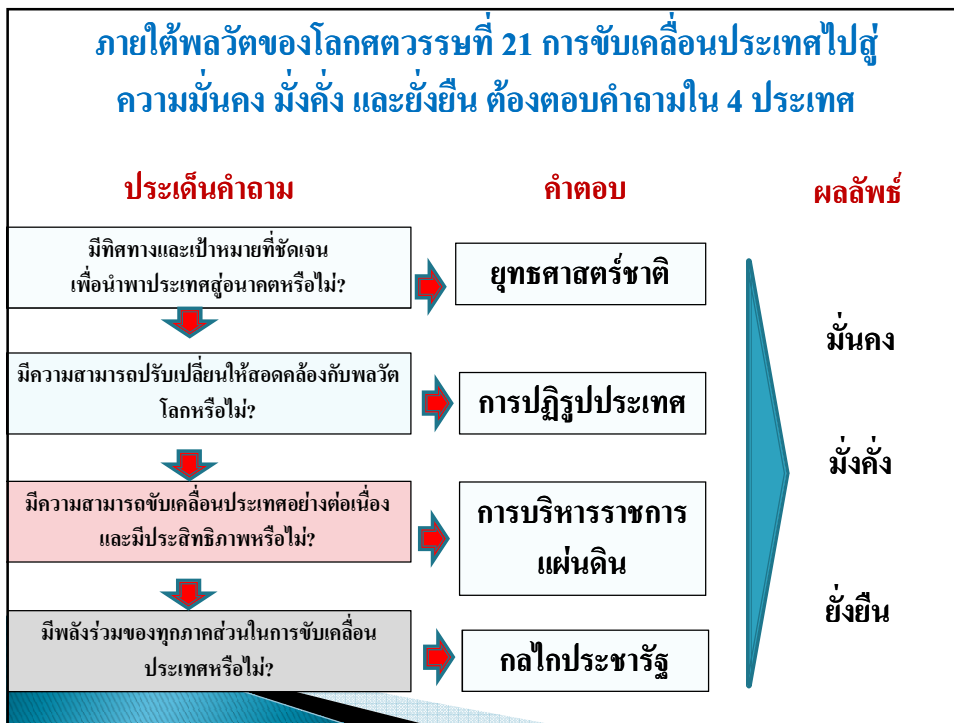 ภายใต้พลวัตของโลกศตวรรษที่ 21 การขับเคลื่อนประเทศไปสู่
ความมั่นคง มั่งคั่ง และยั่งยืน ต้องตอบคำถามใน 4 ประเทศ
ประเด็นคำถาม
คำตอบ
ผลลัพธ์
มีทิศทางและเป้าหมายที่ชัดเจน
เพื่อนำพาประเทศสู่อนาคตหรือไม่?
ยุทธศาสตร์ชาติ
มีความสามารถปรับเปลี่ยนให้สอดคล้องกับพลวัต
โลกหรือไม่?
การปฏิรูปประเทศ
มีความสามารถขับเคลื่อนประเทศอย่างต่อเนื่อง
และมีประสิทธิภาพหรือไม่?
การบริหารราชการ
แผ่นดิน
มีพลังร่วมของทุกภาคส่วนในการขับเคลื่อน
ประเทศหรือไม่?
กลไกประชารัฐ
มั่นคง
มั่งคั่ง
ยั่งยืน